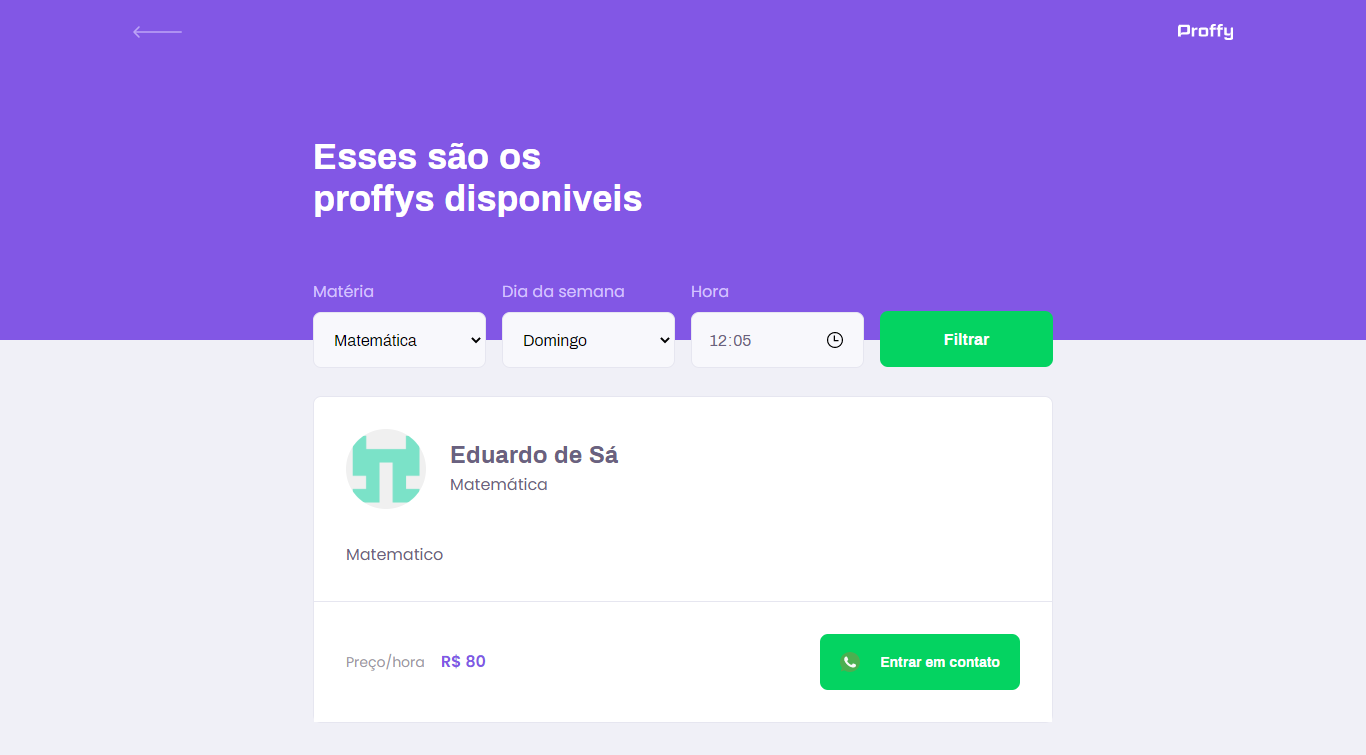 Proffy
Esses são os
proffys disponiveis
Matéria
Dia da semana
Hora
Matemática
Domingo
12:05
Filtrar
Eduardo de Sá
Matemática
Matematico
Preço/hora
R$ 80
Entrar em contato